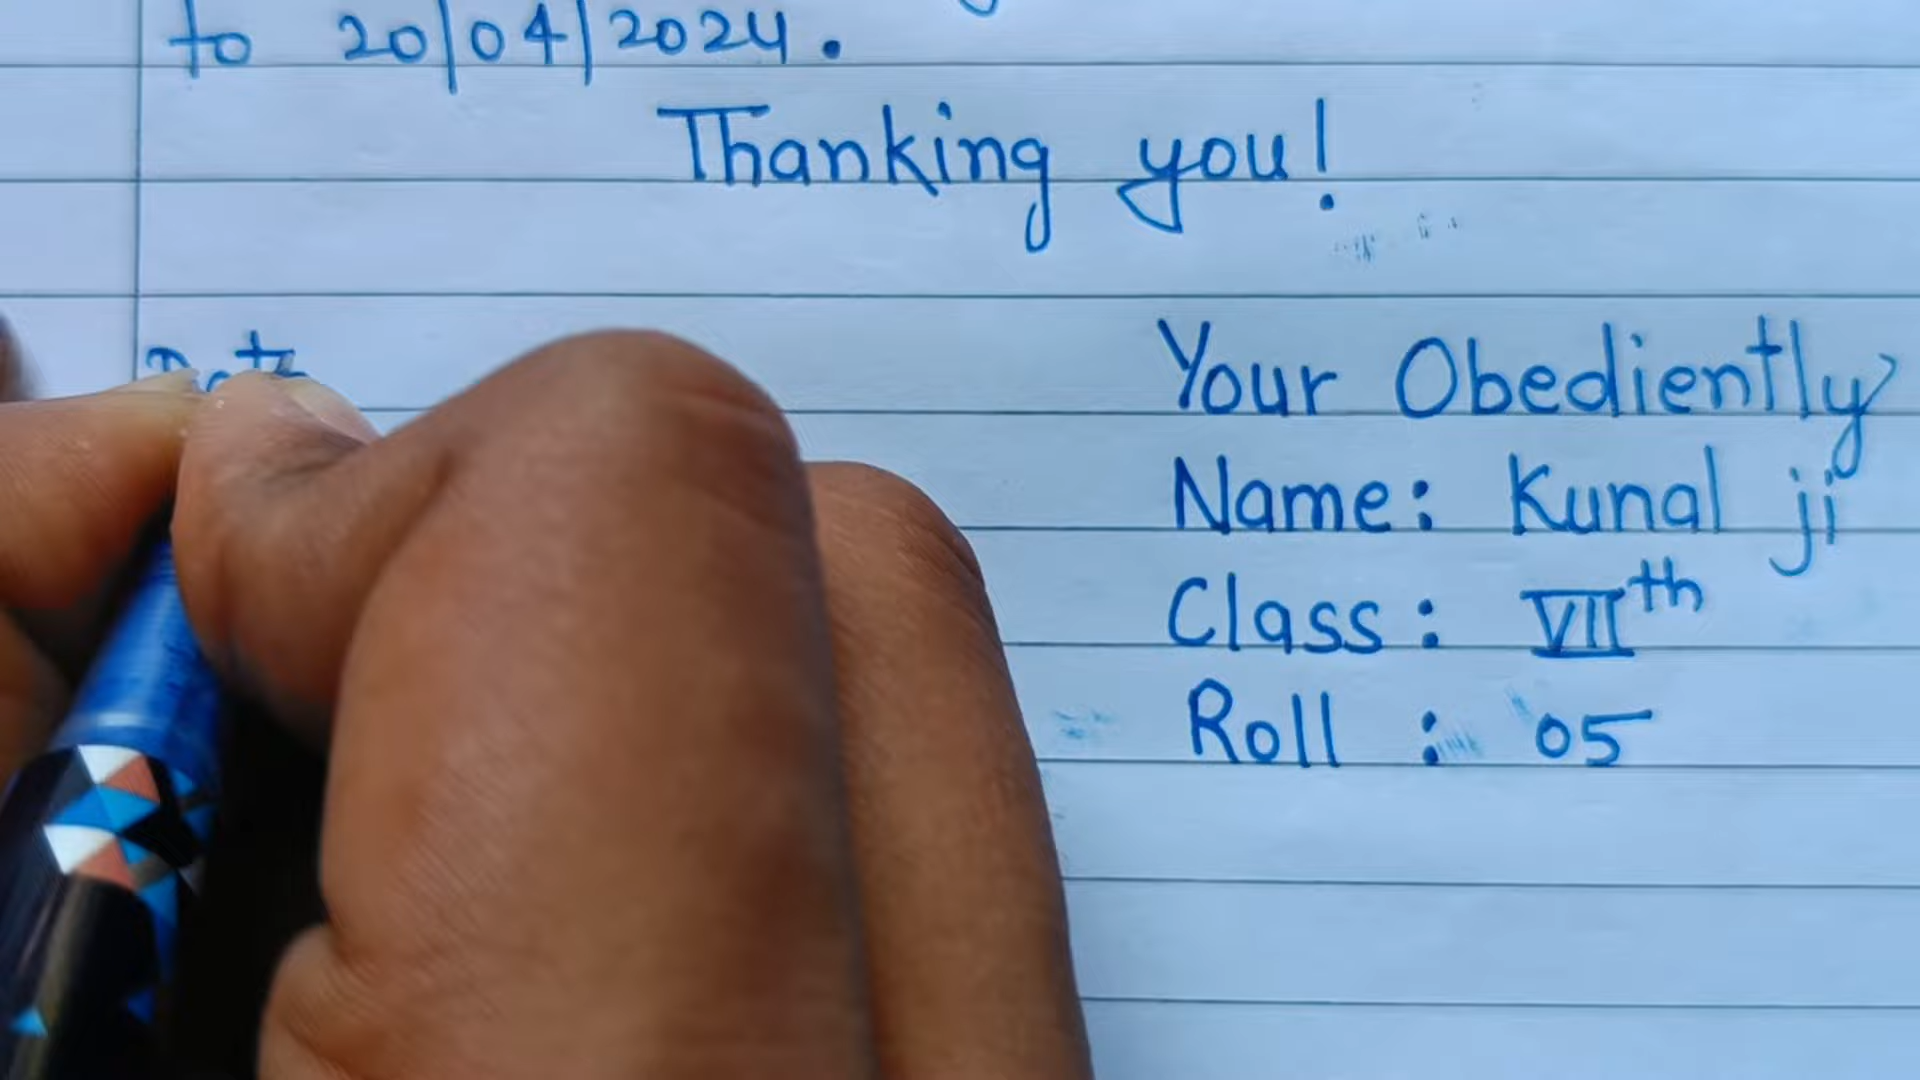 to 20/04/2024.
Thanking you!
Your Obediently
Name: Kunal ji
Class: VIIth
Roll : 05